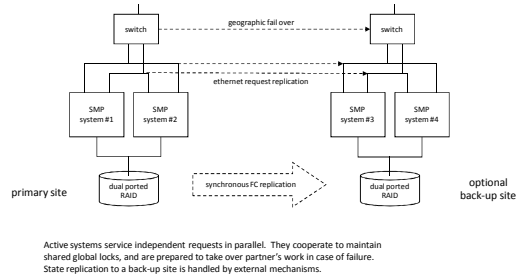 geographic fail over
switch
switch
ethernet request replication
SMP
system #1
SMP
system #2
SMP
system #3
SMP
system #4
primary site
dual ported
RAID
synchronous FC replication
dual ported
RAID
optional
back-up site
Active systems service independent requests in parallel. They cooperate to maintain
shared global locks, and are prepared to take over partner's work in case of failure.
State replication to a back-up site is handled by external mechanisms.